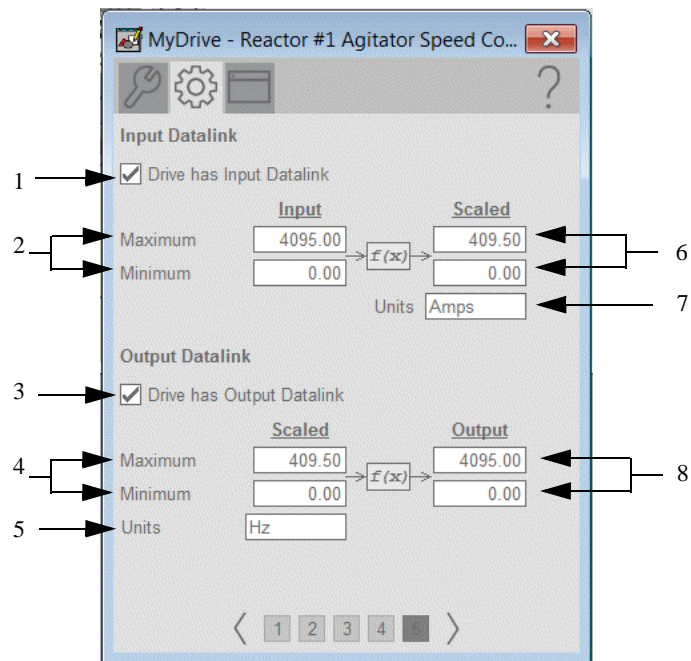 MyDrive - Reactor #1 Agitator Speed Co...
?
Input Datalink
1 Drive has Input Datalink
Input Scaled
2 Maximum 4095.00 f(x) 409.50 6
Minimum 0.00 0.00
Units Amps 7
Output Datalink
3 Drive has Output Datalink
Scaled Output
4 Maximum 409.50 f(x) 4095.00 8
Minimum 0.00 0.00
5 Units Hz
1 2 3 4 5